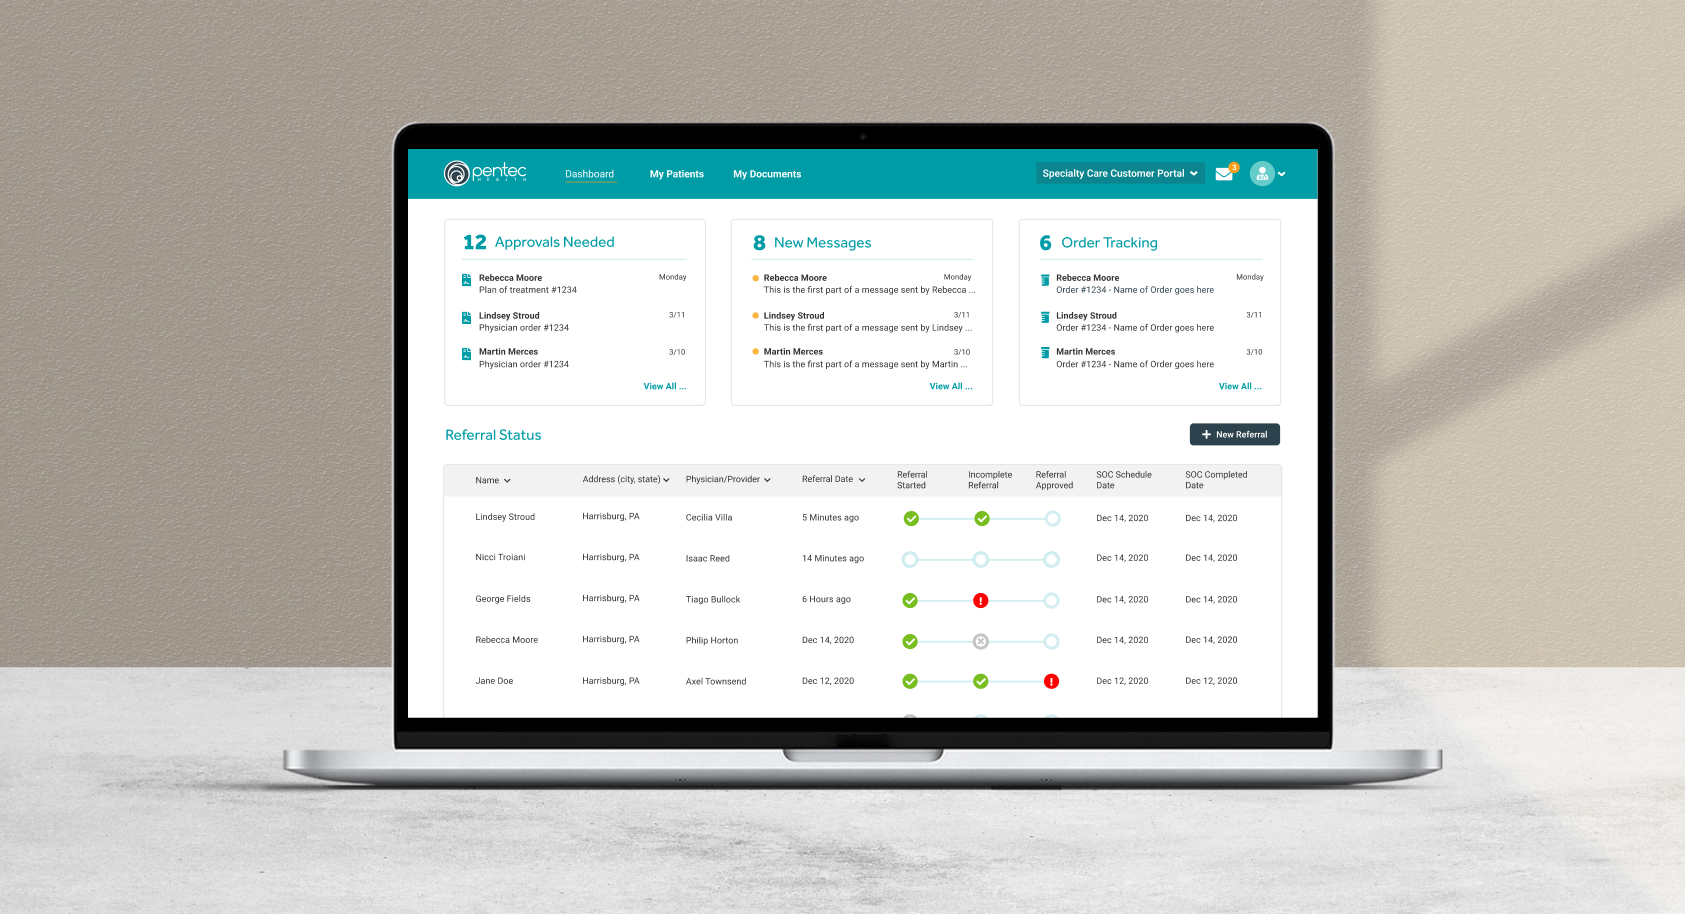 pentec
HEALTH
Dashboard
My Patients
My Documents
Specialty Care Customer Portal
3
12 Approvals Needed
Rebecca Moore
Monday
Plan of treatment #1234
Lindsey Stroud
3/11
Physician order #1234
Martin Merces
3/10
Physician order #1234
View All ...
8 New Messages
Rebecca Moore
Monday
This is the first part of a message sent by Rebecca ...
Lindsey Stroud
3/11
This is the first part of a message sent by Lindsey ...
Martin Merces
3/10
This is the first part of a message sent by Martin ...
View All ...
6 Order Tracking
Rebecca Moore
Monday
Order #1234 - Name of Order goes here
Lindsey Stroud
3/11
Order #1234 - Name of Order goes here
Martin Merces
3/10
Order #1234 - Name of Order goes here
View All ...
Referral Status
+ New Referral
Name
Address (city, state)
Physician/Provider
Referral Date
Referral
Started
Incomplete
Referral
Referral
Approved
SOC Schedule
Date
SOC Completed
Date
Lindsey Stroud Harrisburg, PA Cecilia Villa 5 Minutes ago Dec 14, 2020 Dec 14, 2020
Nicci Troiani Harrisburg, PA Isaac Reed 14 Minutes ago Dec 14, 2020 Dec 14, 2020
George Fields Harrisburg, PA Tiago Bullock 6 Hours ago Dec 14, 2020 Dec 14, 2020
Rebecca Moore Harrisburg, PA Philip Horton Dec 14, 2020 Dec 14, 2020 Dec 14, 2020
Jane Doe Harrisburg, PA Axel Townsend Dec 12, 2020 Dec 12, 2020 Dec 12, 2020